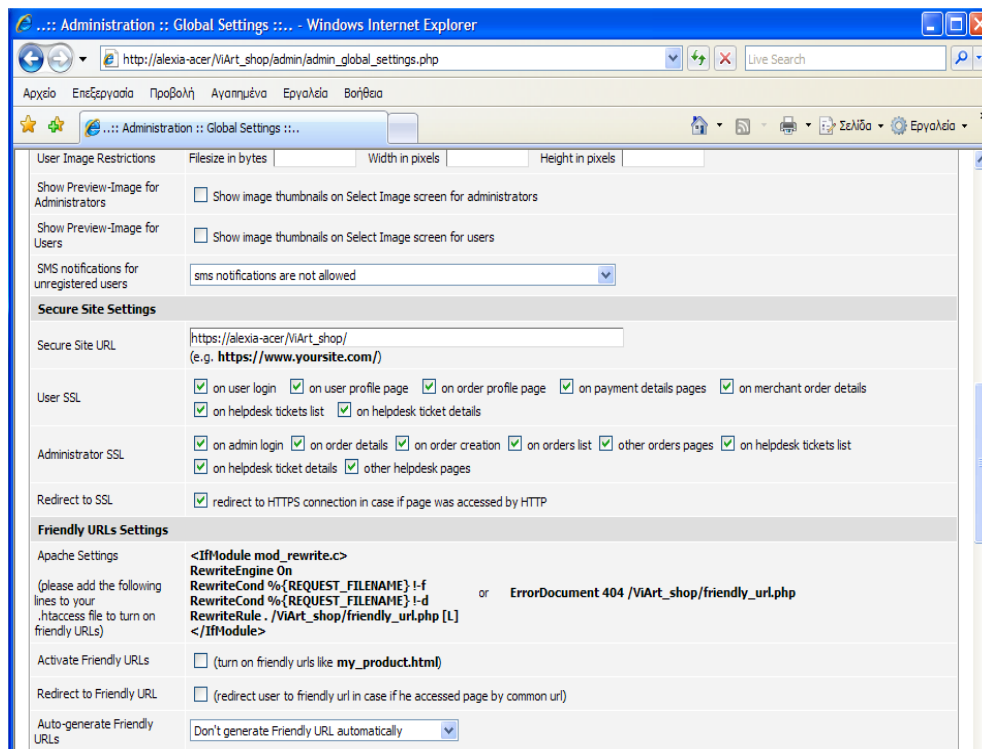 ..:: Administration :: Global Settings ::.. - Windows Internet Explorer
http://alexia-acer/ViArt_shop/admin/admin_global_settings.php
Live Search
Αρχείο Επεξεργασία Προβολή Αγαπημένα Εργαλεία Βοήθεια
..:: Administration :: Global Settings ::..
Σελίδα Εργαλεία
User Image Restrictions Filesize in bytes Width in pixels Height in pixels
Show Preview-Image for
Administrators
Show image thumbnails on Select Image screen for administrators
Show Preview-Image for
Users
Show image thumbnails on Select Image screen for users
SMS notifications for
unregistered users
sms notifications are not allowed
Secure Site Settings
Secure Site URL
https://alexia-acer/ViArt_shop/
(e.g. https://www.yoursite.com/)
User SSL
on user login on user profile page on order profile page on payment details pages on merchant order details
on helpdesk tickets list on helpdesk ticket details
Administrator SSL
on admin login on order details on order creation on orders list other orders pages on helpdesk tickets list
on helpdesk ticket details other helpdesk pages
Redirect to SSL
redirect to HTTPS connection in case if page was accessed by HTTP
Friendly URLs Settings
Apache Settings
(please add the following
lines to your
.htaccess file to turn on
friendly URLs)
<IfModule mod_rewrite.c>
RewriteEngine On
RewriteCond %{REQUEST_FILENAME} !-f
RewriteCond %{REQUEST_FILENAME} !-d
RewriteRule . /ViArt_shop/friendly_url.php [L]
</IfModule>
or ErrorDocument 404 /ViArt_shop/friendly_url.php
Activate Friendly URLs
(turn on friendly urls like my_product.html)
Redirect to Friendly URL
(redirect user to friendly url in case if he accessed page by common url)
Auto-generate Friendly
URLs
Don't generate Friendly URL automatically